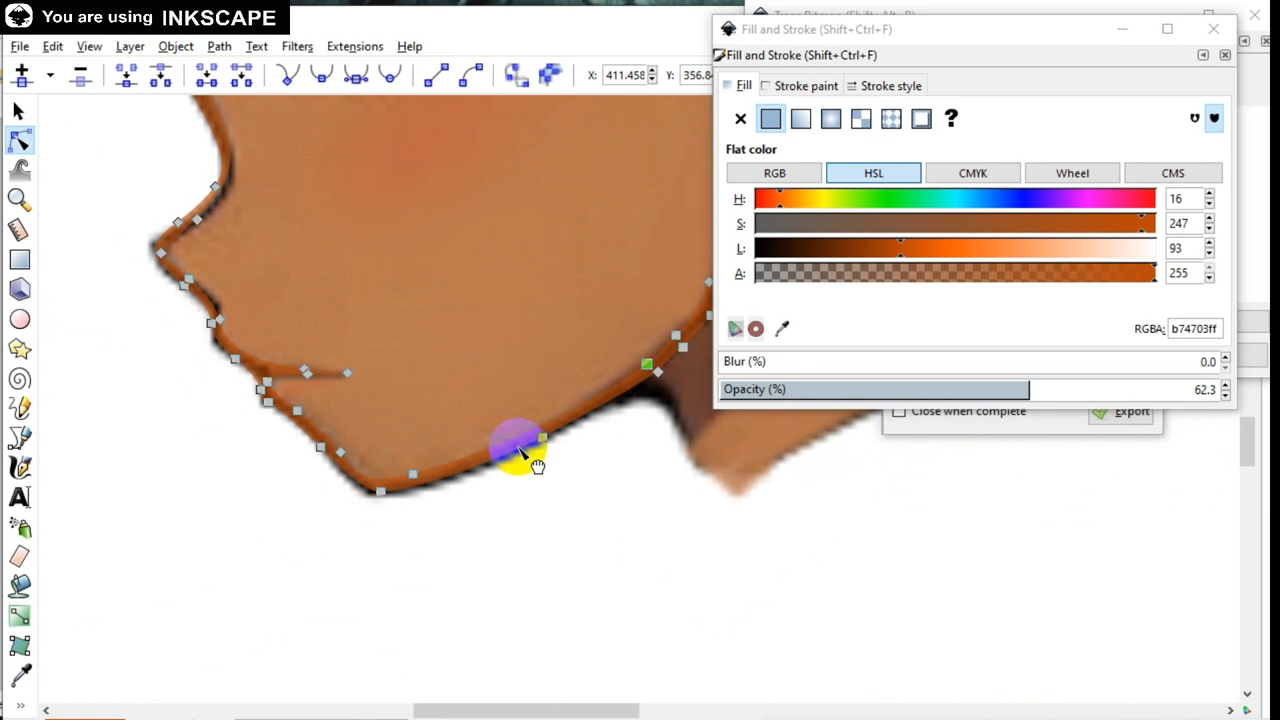 You are using INKSCAPE
File Edit View Layer Object Path Text Filters Extensions Help
X: 411.458 Y: 356.84
Fill and Stroke (Shift+Ctrl+F)
Fill and Stroke (Shift+Ctrl+F)
Fill Stroke paint Stroke style
Flat color
RGB HSL CMYK Wheel CMS
H: 16
S: 247
L: 93
A: 255
RGBA: b74703ff
Blur (%) 0.0
Opacity (%) 62.3
Close when complete Export